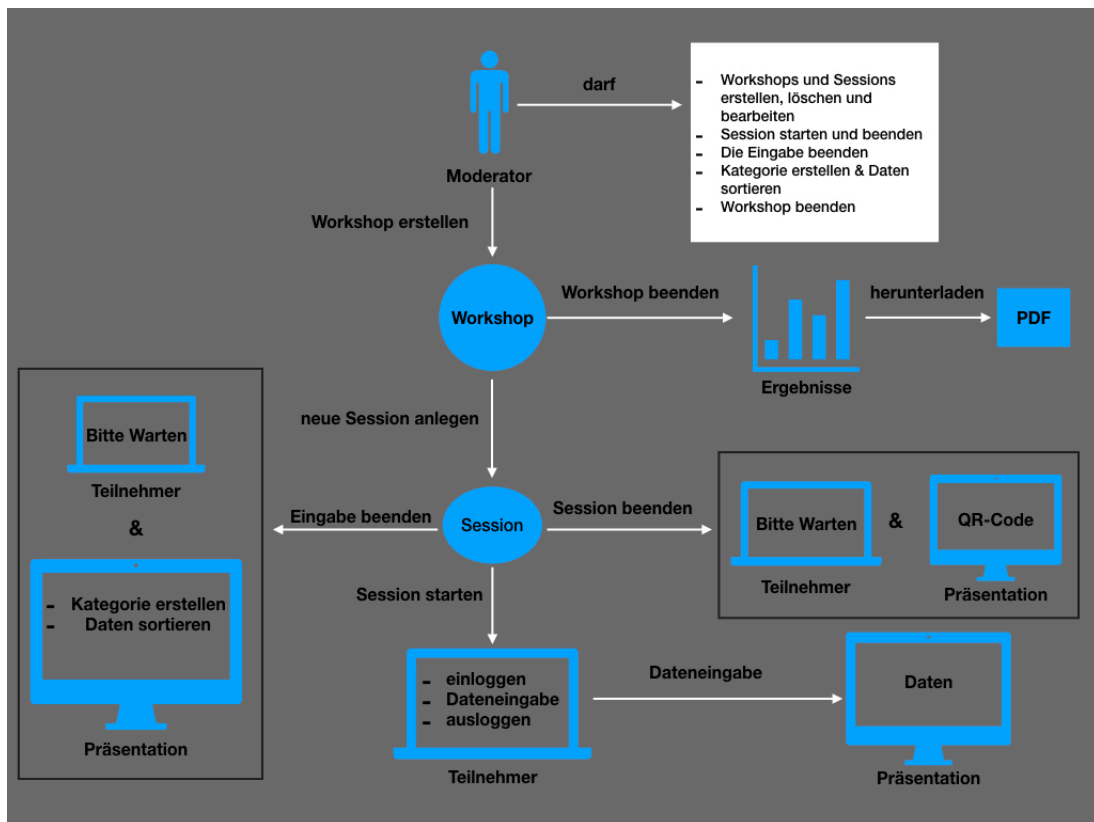 darf
- Workshops und Sessions
erstellen, löschen und
bearbeiten
- Session starten und beenden
- Die Eingabe beenden
- Kategorie erstellen & Daten
sortieren
- Workshop beenden
Moderator
Workshop erstellen
Workshop
Workshop beenden
Ergebnisse
herunterladen
PDF
neue Session anlegen
Bitte Warten
Teilnehmer
&
- Kategorie erstellen
- Daten sortieren
Präsentation
Eingabe beenden
Session
Session beenden
Bitte Warten
Teilnehmer
&
QR-Code
Präsentation
Session starten
- einloggen
- Dateneingabe
- ausloggen
Teilnehmer
Dateneingabe
Daten
Präsentation